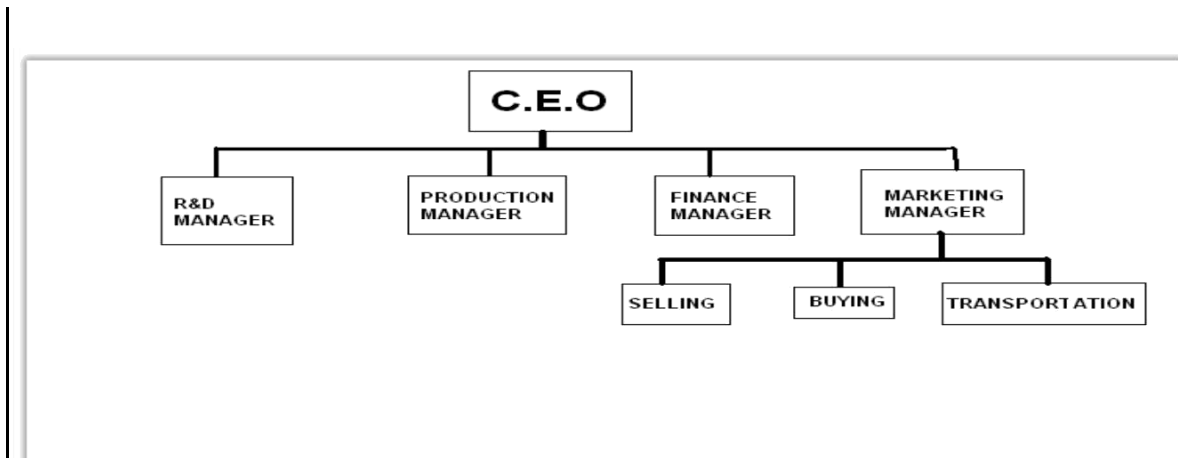 C.E.O
R&D
MANAGER
PRODUCTION
MANAGER
FINANCE
MANAGER
MARKETING
MANAGER
SELLING
BUYING
TRANSPORTATION